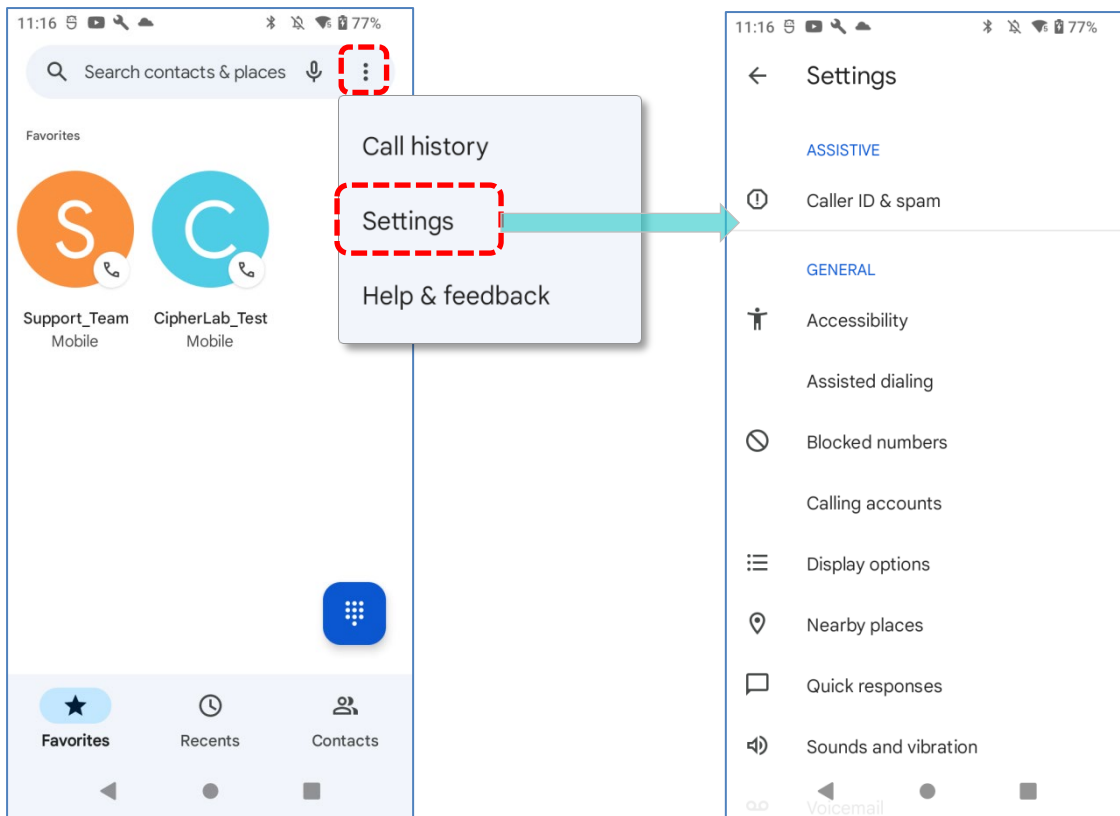 11:16 77%
Search contacts & places
Favorites
S
C
Support_Team
Mobile
CipherLab_Test
Mobile
Call history
Settings
Help & feedback
Favorites
Recents
Contacts
11:16 77%
Settings
ASSISTIVE
Caller ID & spam
GENERAL
Accessibility
Assisted dialing
Blocked numbers
Calling accounts
Display options
Nearby places
Quick responses
Sounds and vibration
Voicemail